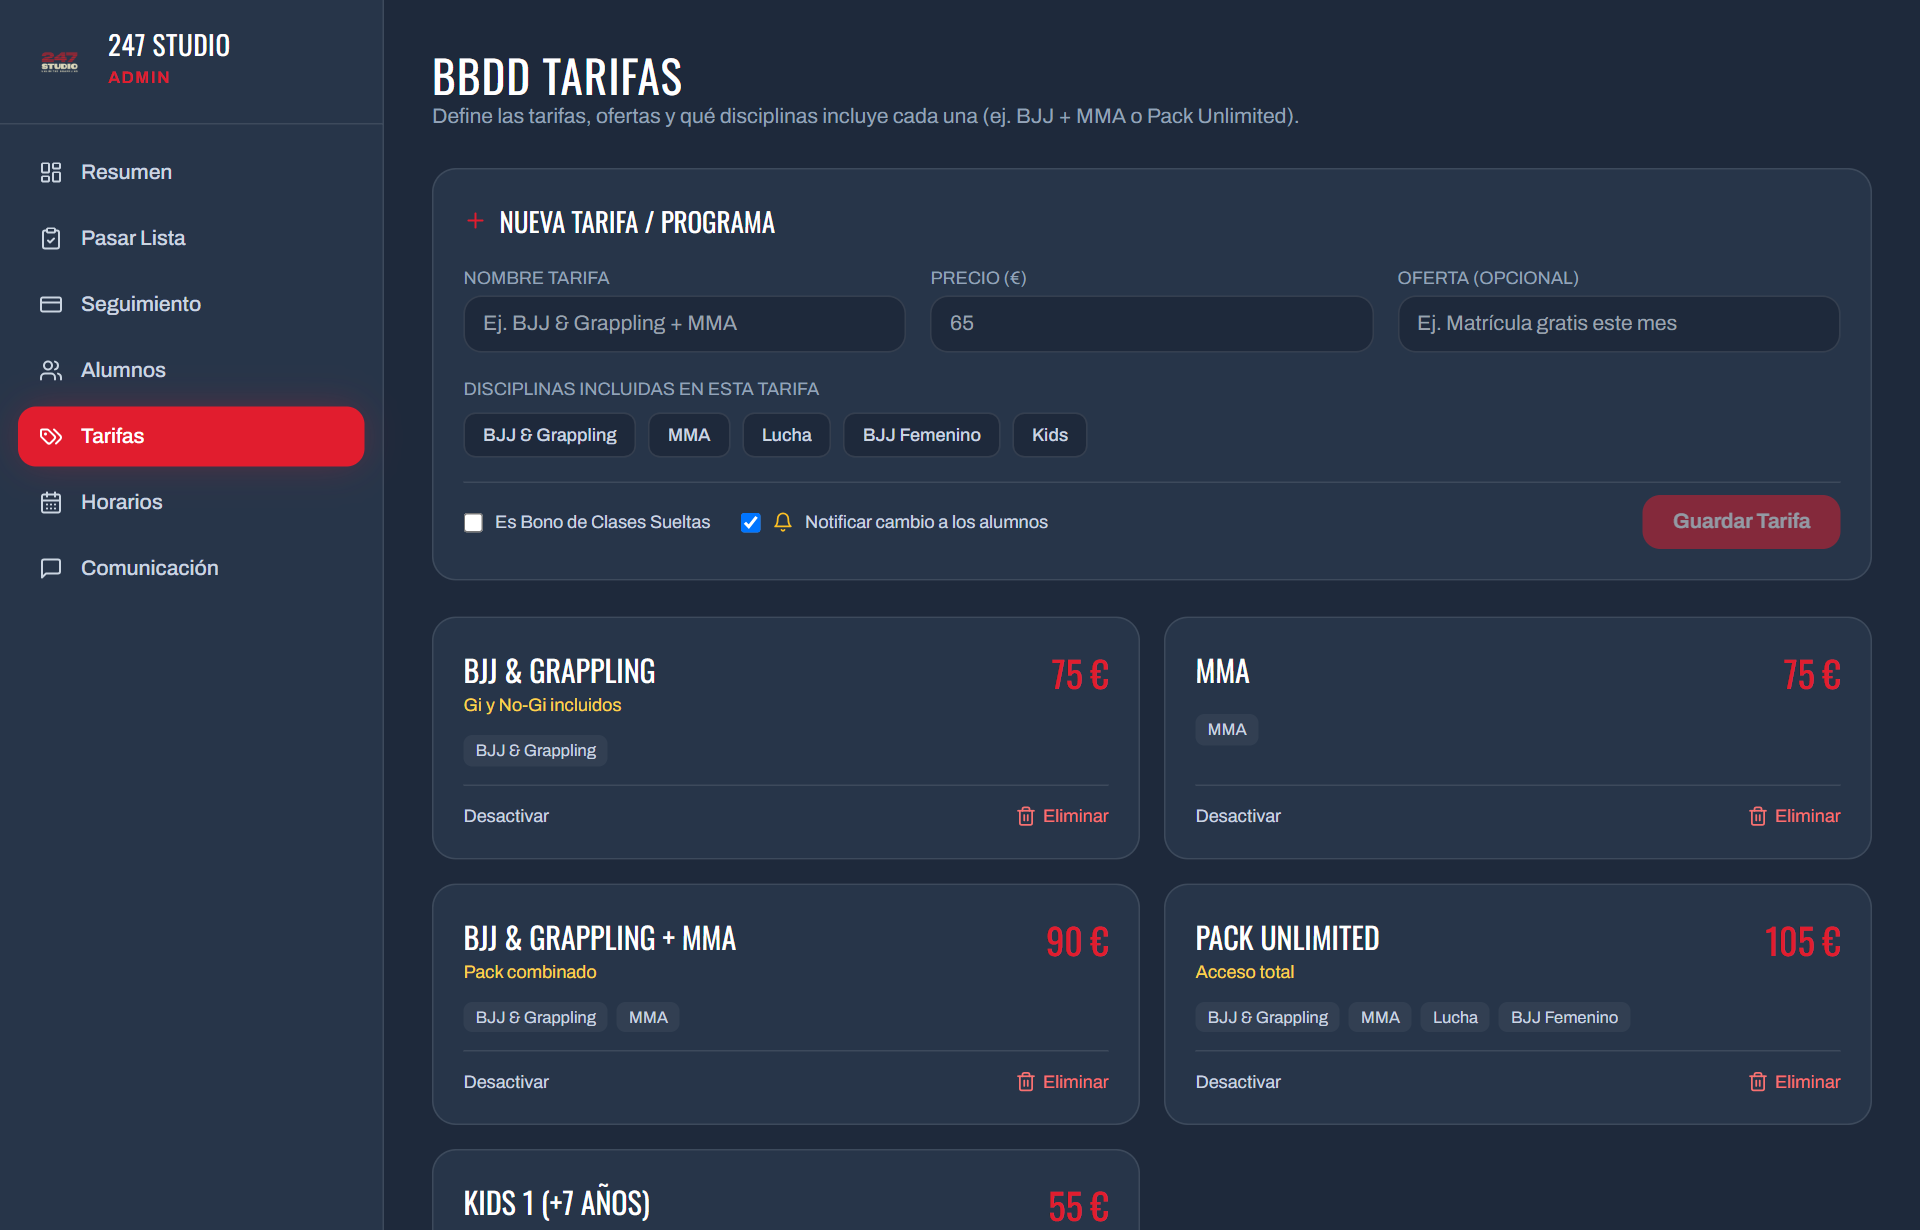 247 STUDIO
ADMIN
247
STUDIO
Resumen
Pasar Lista
Seguimiento
Alumnos
Tarifas
Horarios
Comunicación
BBDD TARIFAS
Define las tarifas, ofertas y qué disciplinas incluye cada una (ej. BJJ + MMA o Pack Unlimited).
+ NUEVA TARIFA / PROGRAMA
NOMBRE TARIFA
Ej. BJJ & Grappling + MMA
PRECIO (€)
65
OFERTA (OPCIONAL)
Ej. Matrícula gratis este mes
DISCIPLINAS INCLUIDAS EN ESTA TARIFA
BJJ & Grappling MMA Lucha BJJ Femenino Kids
Es Bono de Clases Sueltas Notificar cambio a los alumnos Guardar Tarifa
BJJ & GRAPPLING 75 €
Gi y No-Gi incluidos
BJJ & Grappling
Desactivar Eliminar
MMA 75 €
MMA
Desactivar Eliminar
BJJ & GRAPPLING + MMA 90 €
Pack combinado
BJJ & Grappling MMA
Desactivar Eliminar
PACK UNLIMITED 105 €
Acceso total
BJJ & Grappling MMA Lucha BJJ Femenino
Desactivar Eliminar
KIDS 1 (+7 AÑOS) 55 €